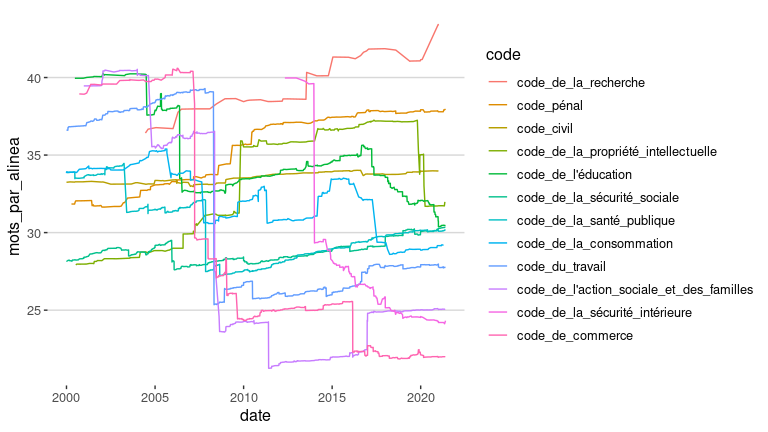 mots_par_alinea
40
35
30
25
2000
2005
2010
2015
2020
date
code
code_de_la_recherche
code_pénal
code_civil
code_de_la_propriété_intellectuelle
code_de_l'éducation
code_de_la_sécurité_sociale
code_de_la_santé_publique
code_de_la_consommation
code_du_travail
code_de_l'action_sociale_et_des_familles
code_de_la_sécurité_intérieure
code_de_commerce